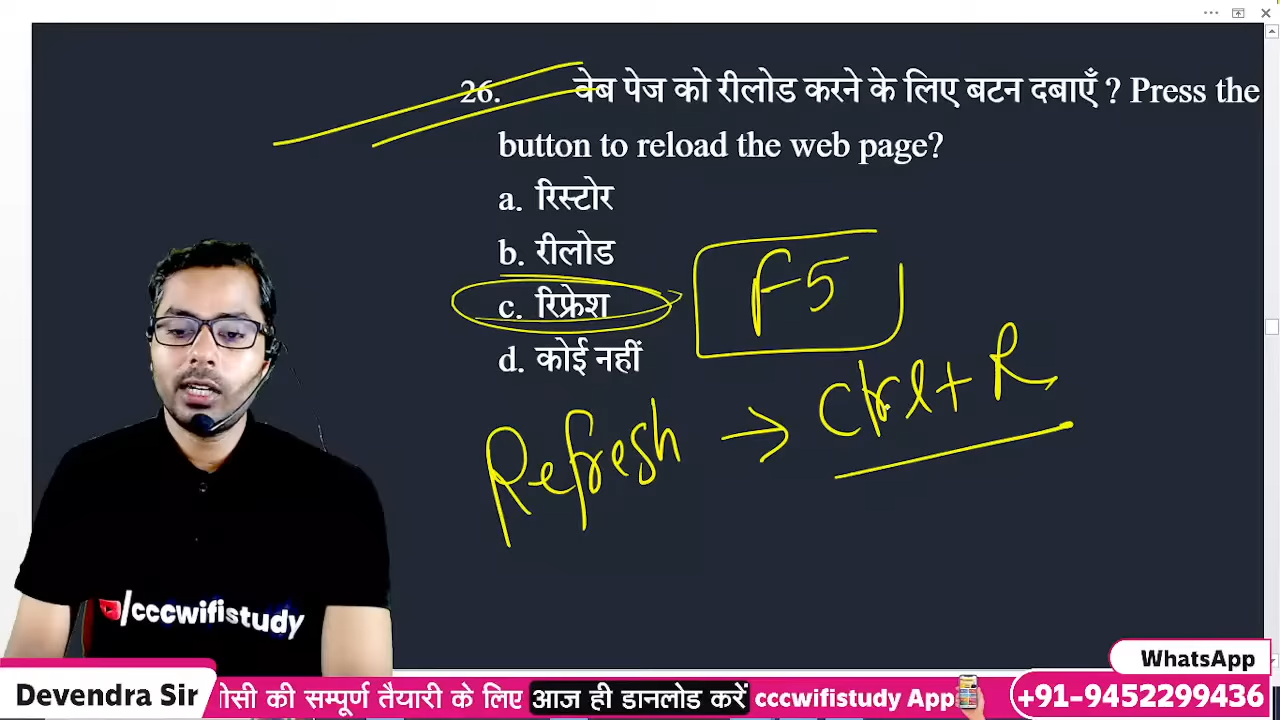 26. वेब पेज को रीलोड करने के लिए बटन दबाएँ ? Press the
button to reload the web page?
a. रिस्टोर
b. रीलोड
c. रिफ्रेश
d. कोई नहीं
F5
Refresh → Ctrl + R
/cccwifistudy
WhatsApp
Devendra Sir
सीसी की सम्पूर्ण तैयारी के लिए आज ही डानलोड करें cccwifistudy App
+91-9452299436